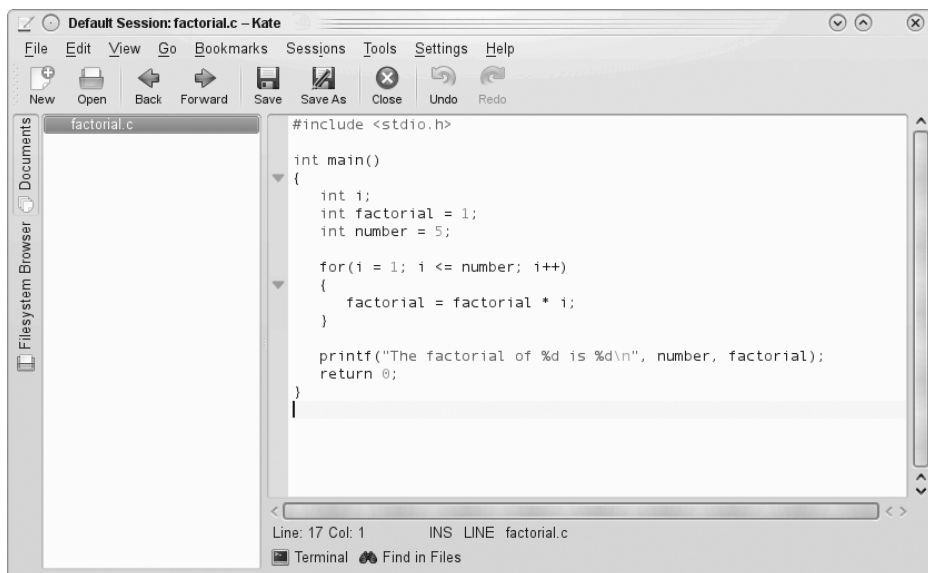 Default Session: factorial.c – Kate
File Edit View Go Bookmarks Sessions Tools Settings Help
New Open Back Forward Save Save As Close Undo Redo
Documents
Filesystem Browser
factorial.c
#include <stdio.h>
int main()
{
int i;
int factorial = 1;
int number = 5;
for(i = 1; i <= number; i++)
{
factorial = factorial * i;
}
printf("The factorial of %d is %d\n", number, factorial);
return 0;
}
Line: 17 Col: 1 INS LINE factorial.c
Terminal Find in Files